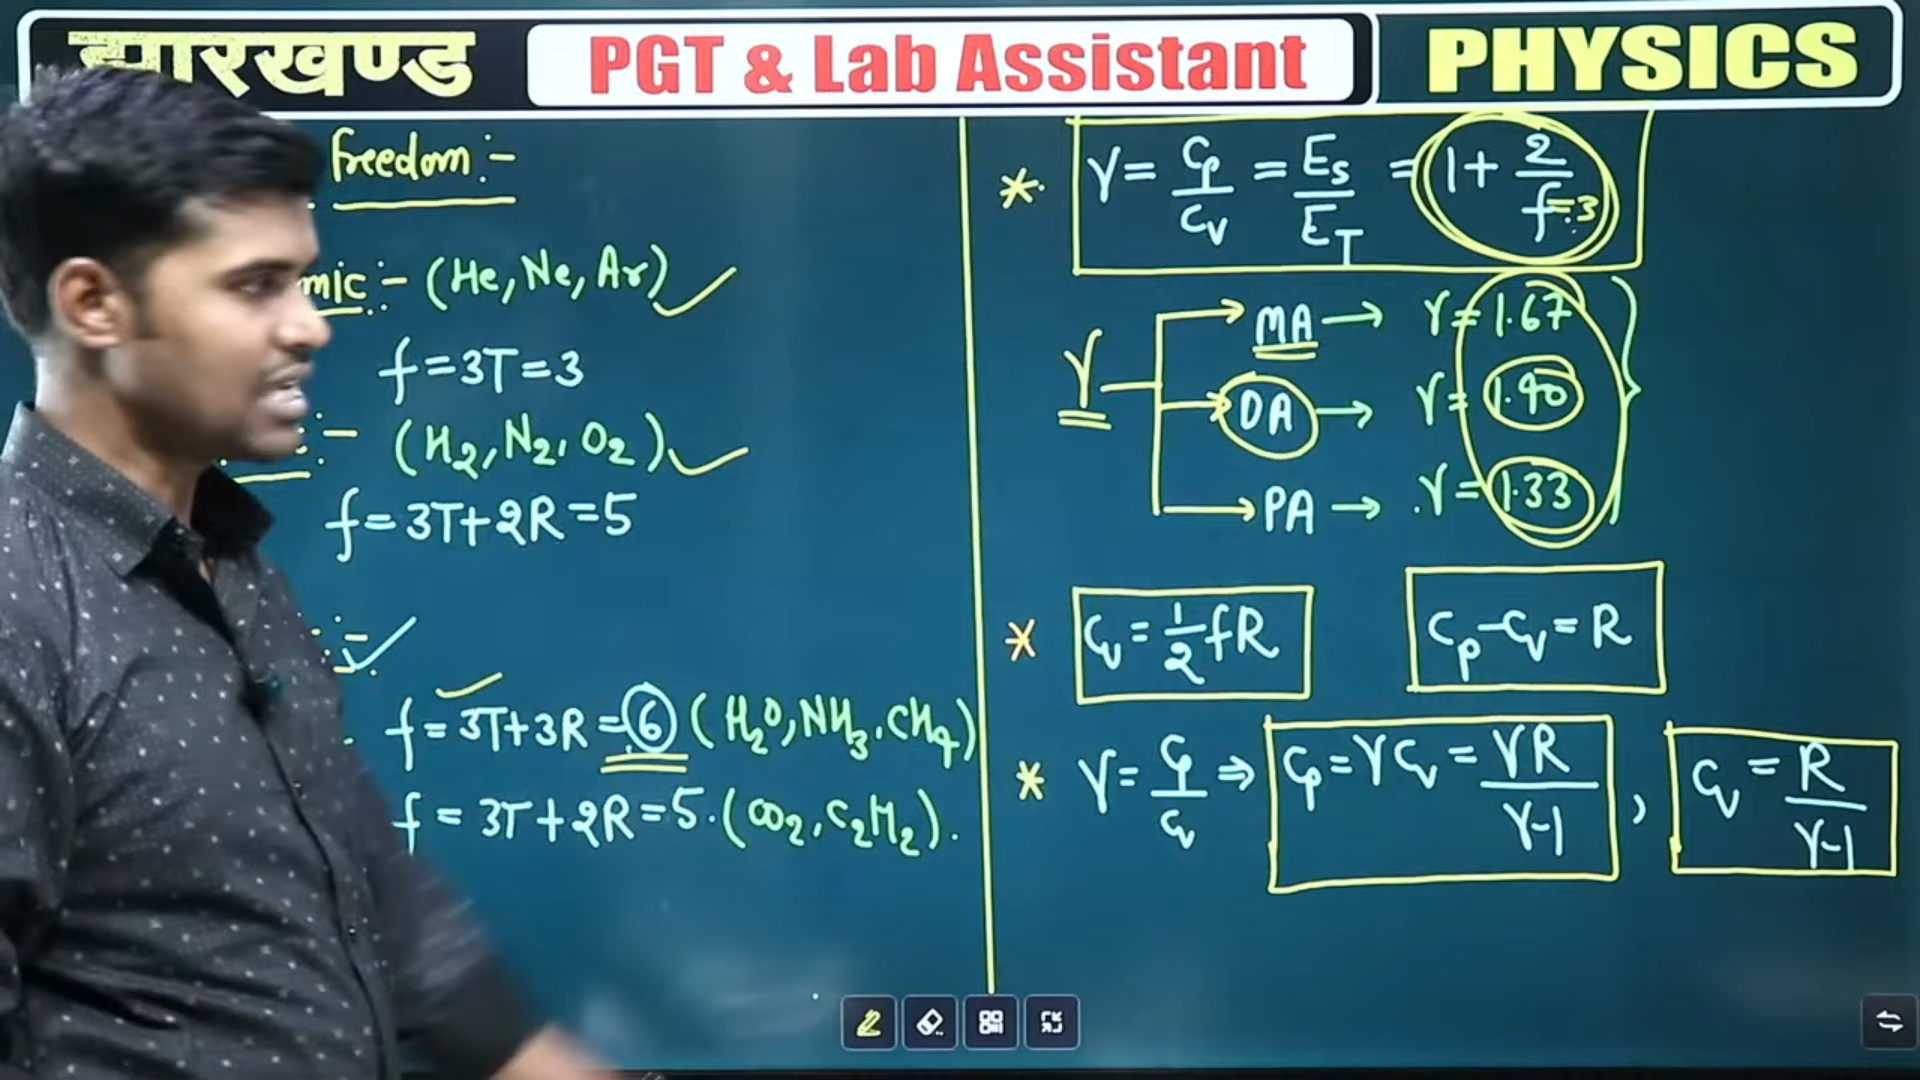 झारखण्ड PGT & Lab Assistant PHYSICS
freedom :-
mic :- (He, Ne, Ar)
f = 3T = 3
:- (H₂, N₂, O₂)
f = 3T + 2R = 5
:-
f = 3T + 3R = 6 (H₂O, NH₃, CH₄)
f = 3T + 2R = 5. (CO₂, C₂H₂).
* γ = Cp/Cv = E_S/E_T = 1 + 2/f = 3
γ → MA → γ = 1.67
→ DA → γ = 1.40
→ PA → γ = 1.33
* Cv = 1/2 fR Cp - Cv = R
* γ = Cp/Cv ⇒ Cp = γCv = γR/γ-1 , Cv = R/γ-1